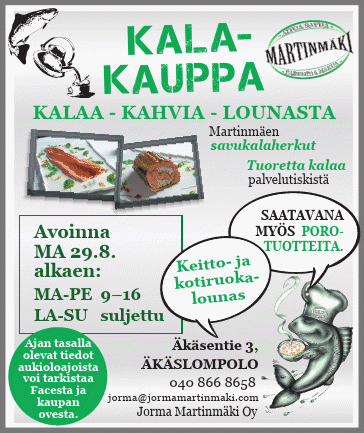 KALA-
KAUPPA
MARTINMÄKI
KALAA - KAHVIA - LOUNASTA
Martinmäen
savukalaherkut
Tuoretta kalaa
palvelutiskistä
SAATAVANA
MYÖS PORO-
TUOTTEITA.
Avoinna
MA 29.8.
alkaen:
MA-PE 9–16
LA-SU suljettu
Keitto- ja
kotiruoka-
lounas
Ajan tasalla
olevat tiedot
aukioloajoista
voi tarkistaa
Facesta ja
kaupan
ovesta.
Äkäsentie 3,
ÄKÄSLOMPOLO
040 866 8658
jorma@jormamartinmaki.com
Jorma Martinmäki Oy